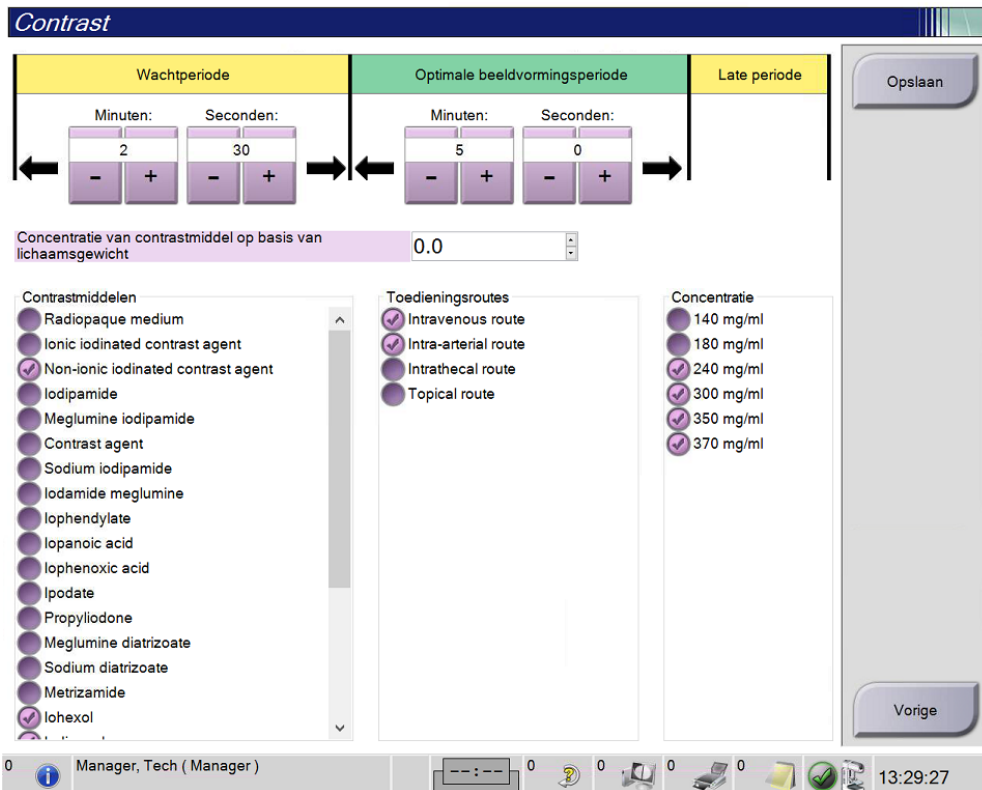 Contrast
Wachtperiode
Optimale beeldvormingsperiode
Late periode
Opslaan
Minuten:
Seconden:
Minuten:
Seconden:
2
30
5
0
- + - +
- + - +
Concentratie van contrastmiddel op basis van
lichaamsgewicht
0.0
Contrastmiddelen
Radiopaque medium
Ionic iodinated contrast agent
Non-ionic iodinated contrast agent
Iodipamide
Meglumine iodipamide
Contrast agent
Sodium iodipamide
Iodamide meglumine
Iophendylate
Iopanoic acid
Iophenoxic acid
Ipodate
Propyliodone
Meglumine diatrizoate
Sodium diatrizoate
Metrizamide
Iohexol
Toedieningsroutes
Intravenous route
Intra-arterial route
Intrathecal route
Topical route
Concentratie
140 mg/ml
180 mg/ml
240 mg/ml
300 mg/ml
350 mg/ml
370 mg/ml
Vorige
0
Manager, Tech ( Manager )
--:--
0
0
0
0
13:29:27